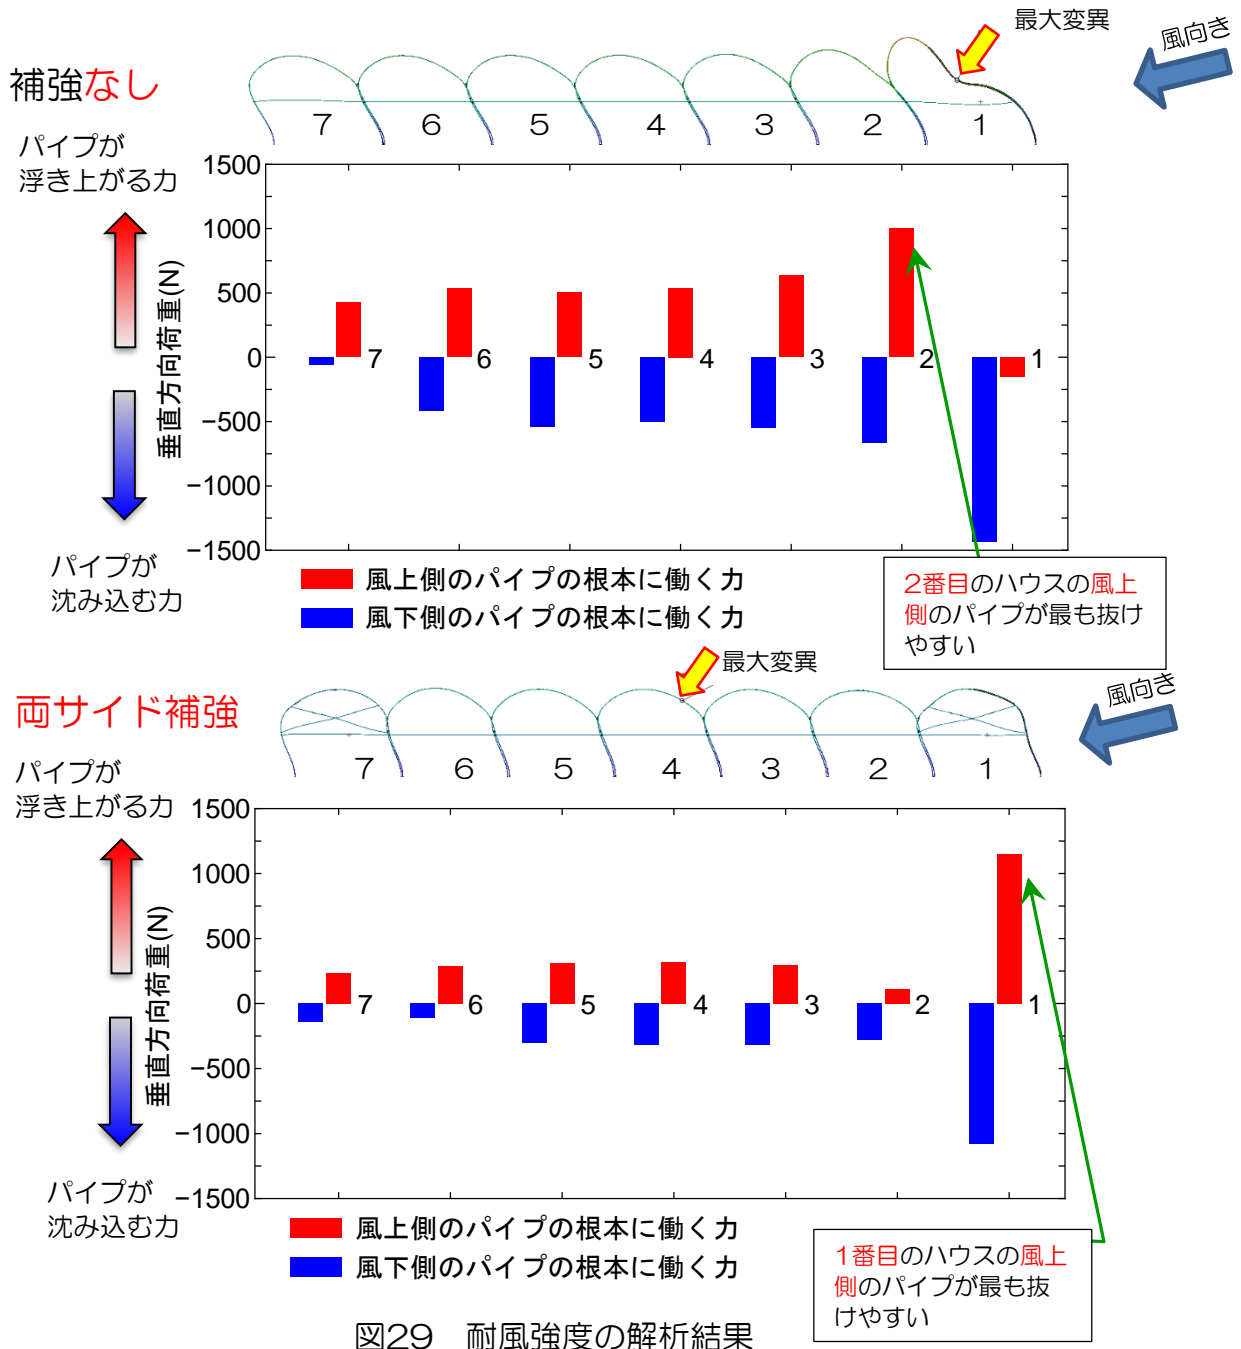 最大変異
風向き
補強なし
7 6 5 4 3 2 1
パイプが
浮き上がる力
垂直方向荷重(N)
1500
1000
500
0
−500
−1000
−1500
7 6 5 4 3 2 1
パイプが
沈み込む力
風上側のパイプの根本に働く力
風下側のパイプの根本に働く力
2番目のハウスの風上
側のパイプが最も抜け
やすい
最大変異
風向き
両サイド補強
7 6 5 4 3 2 1
パイプが
浮き上がる力
垂直方向荷重(N)
1500
1000
500
0
−500
−1000
−1500
7 6 5 4 3 2 1
パイプが
沈み込む力
風上側のパイプの根本に働く力
風下側のパイプの根本に働く力
1番目のハウスの風上
側のパイプが最も抜
けやすい
図29 耐風強度の解析結果